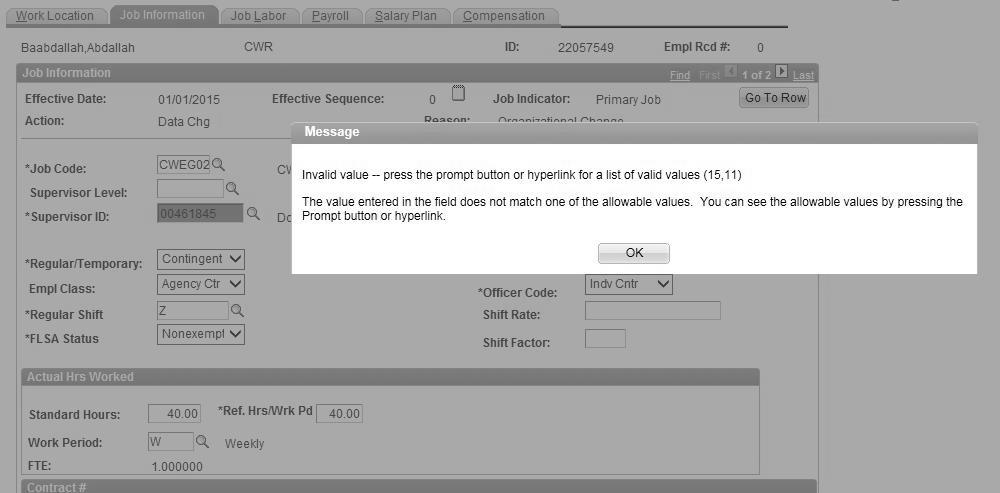 Work Location Job Information Job Labor Payroll Salary Plan Compensation
Baabdallah,Abdallah CWR ID: 22057549 Empl Rcd #: 0
Job Information Find First 1 of 2 Last
Effective Date: 01/01/2015 Effective Sequence: 0 Job Indicator: Primary Job Go To Row
Action: Data Chg Reason: Organizational Change
Message
*Job Code: CWEG02 CW
Invalid value -- press the prompt button or hyperlink for a list of valid values (15,11)
Supervisor Level:
The value entered in the field does not match one of the allowable values. You can see the allowable values by pressing the
*Supervisor ID: 00461845 Do
Prompt button or hyperlink.
OK
*Regular/Temporary: Contingent
Empl Class: Agency Ctr *Officer Code: Indv Cntr
*Regular Shift Z Shift Rate:
*FLSA Status Nonexempt Shift Factor:
Actual Hrs Worked
Standard Hours: 40.00 *Ref. Hrs/Wrk Pd 40.00
Work Period: W Weekly
FTE: 1.000000
Contract #